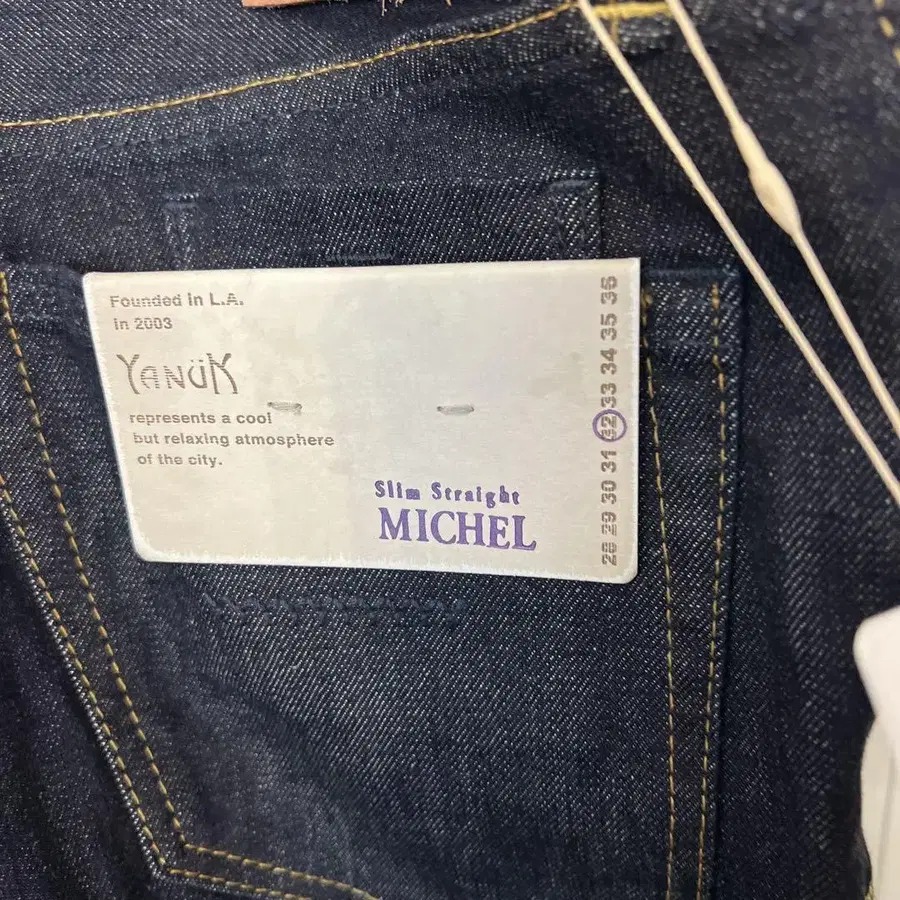 Founded in L.A.
in 2003
YANÜK
represents a cool
but relaxing atmosphere
of the city.
Slim Straight
MICHEL
28 29 30 31 32 33 34 35 36